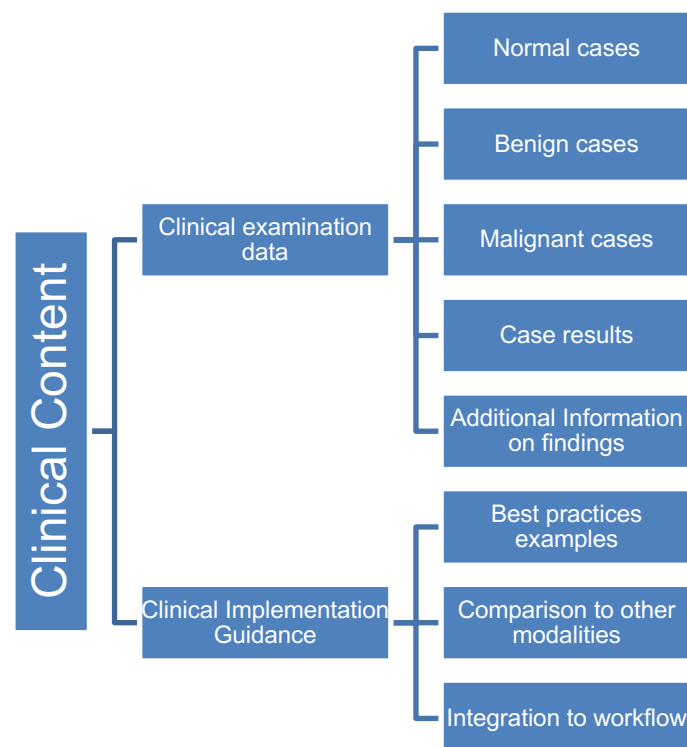 Clinical Content
Clinical examination
data
Normal cases
Benign cases
Malignant cases
Case results
Additional Information
on findings
Clinical Implementation
Guidance
Best practices
examples
Comparison to other
modalities
Integration to workflow